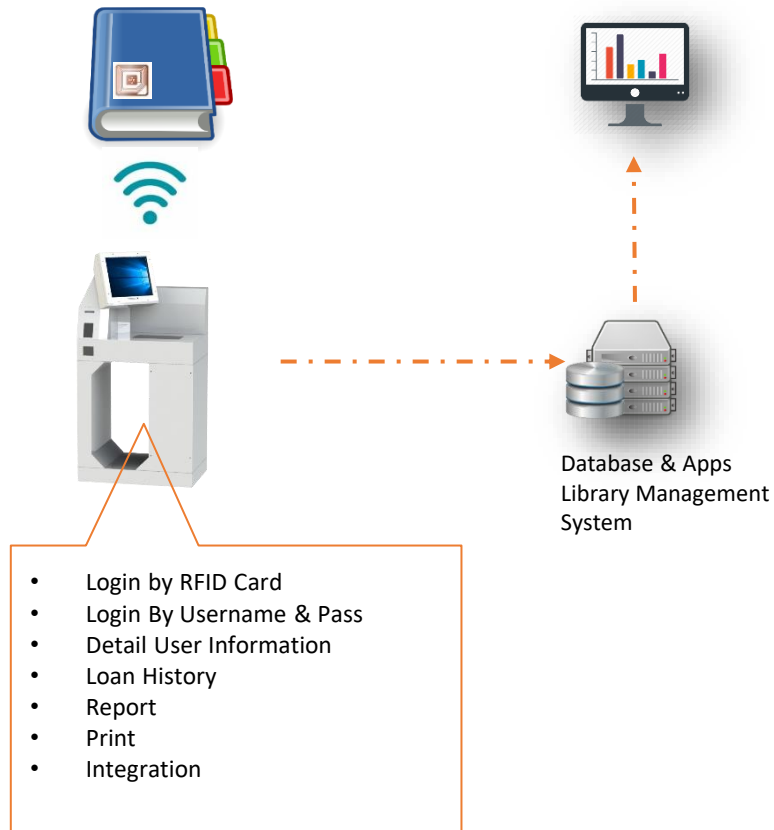 Database & Apps
Library Management
System
• Login by RFID Card
• Login By Username & Pass
• Detail User Information
• Loan History
• Report
• Print
• Integration